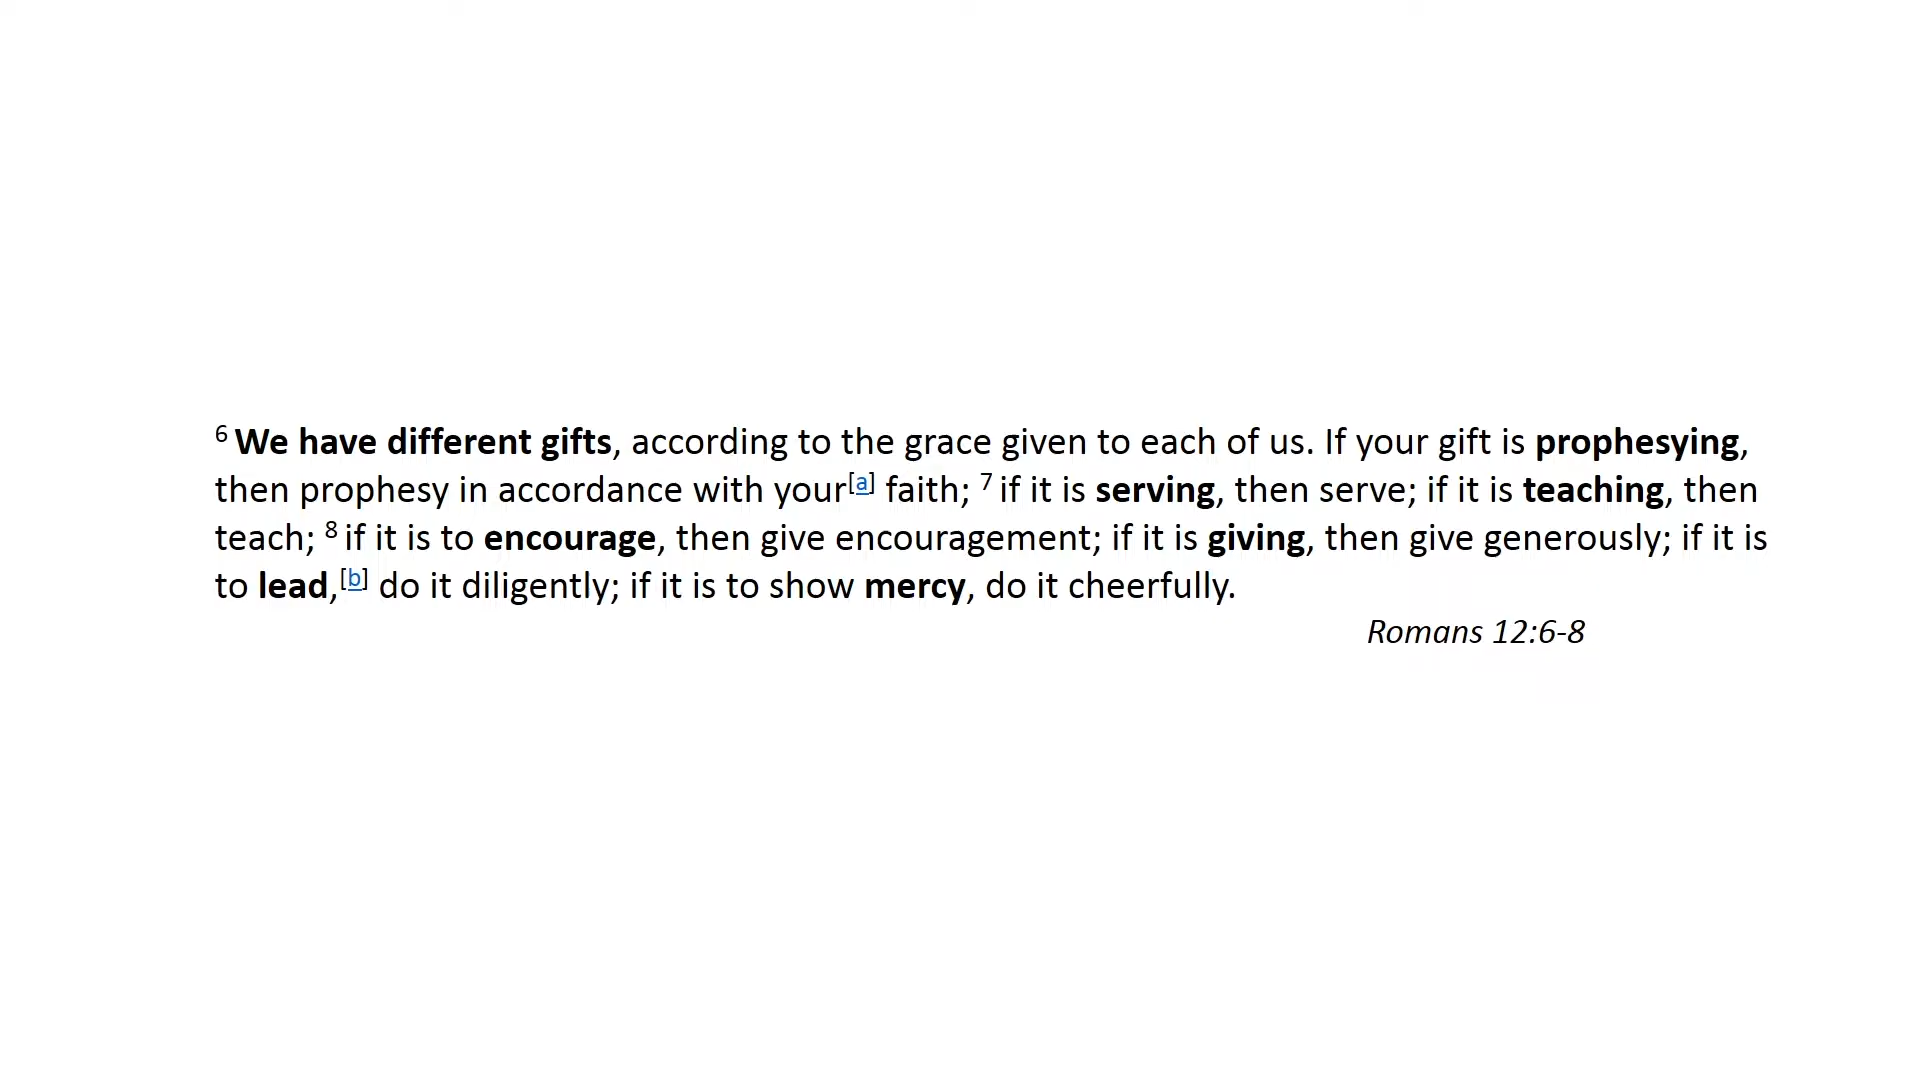 6 We have different gifts, according to the grace given to each of us. If your gift is prophesying,
then prophesy in accordance with your[a] faith; 7 if it is serving, then serve; if it is teaching, then
teach; 8 if it is to encourage, then give encouragement; if it is giving, then give generously; if it is
to lead,[b] do it diligently; if it is to show mercy, do it cheerfully.
Romans 12:6-8